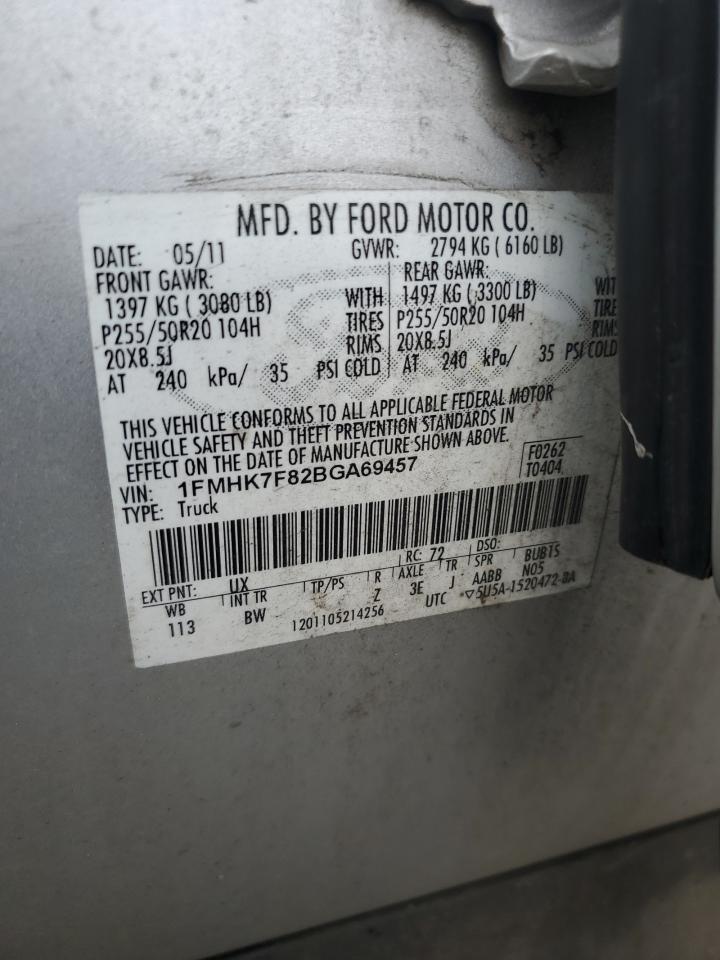 MFD. BY FORD MOTOR CO.
DATE: 05/11 GVWR: 2794 KG ( 6160 LB)
FRONT GAWR: REAR GAWR:
1397 KG ( 3080 LB) WITH 1497 KG ( 3300 LB) WIT
P255/50R20 104H TIRES P255/50R20 104H TIRE
20X8.5J RIMS 20X8.5J RIMS
AT 240 kPa/ 35 PSI COLD AT 240 kPa/ 35 PSI COLD
THIS VEHICLE CONFORMS TO ALL APPLICABLE FEDERAL MOTOR
VEHICLE SAFETY AND THEFT PREVENTION STANDARDS IN
EFFECT ON THE DATE OF MANUFACTURE SHOWN ABOVE.
VIN: 1FMHK7F82BGA69457 F0262
TYPE: Truck T0404
EXT PNT: UX RC: 72 DSO:
WB INT TR TP/PS R AXLE TR SPR BUB1S
113 BW Z 3E J AABB N05
1201105214256 UTC ▽5U5A-1520472-BA